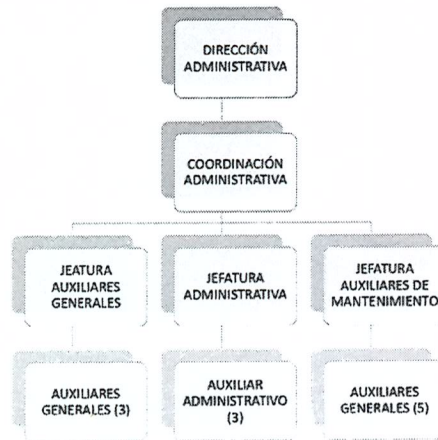 DIRECCIÓN
ADMINISTRATIVA
COORDINACIÓN
ADMINISTRATIVA
JEATURA
AUXILIARES
GENERALES
JEFATURA
ADMINISTRATIVA
JEFATURA
AUXILIARES DE
MANTENIMIENTO
AUXILIARES
GENERALES (3)
AUXILIAR
ADMINISTRATIVO
(3)
AUXILIARES
GENERALES (5)